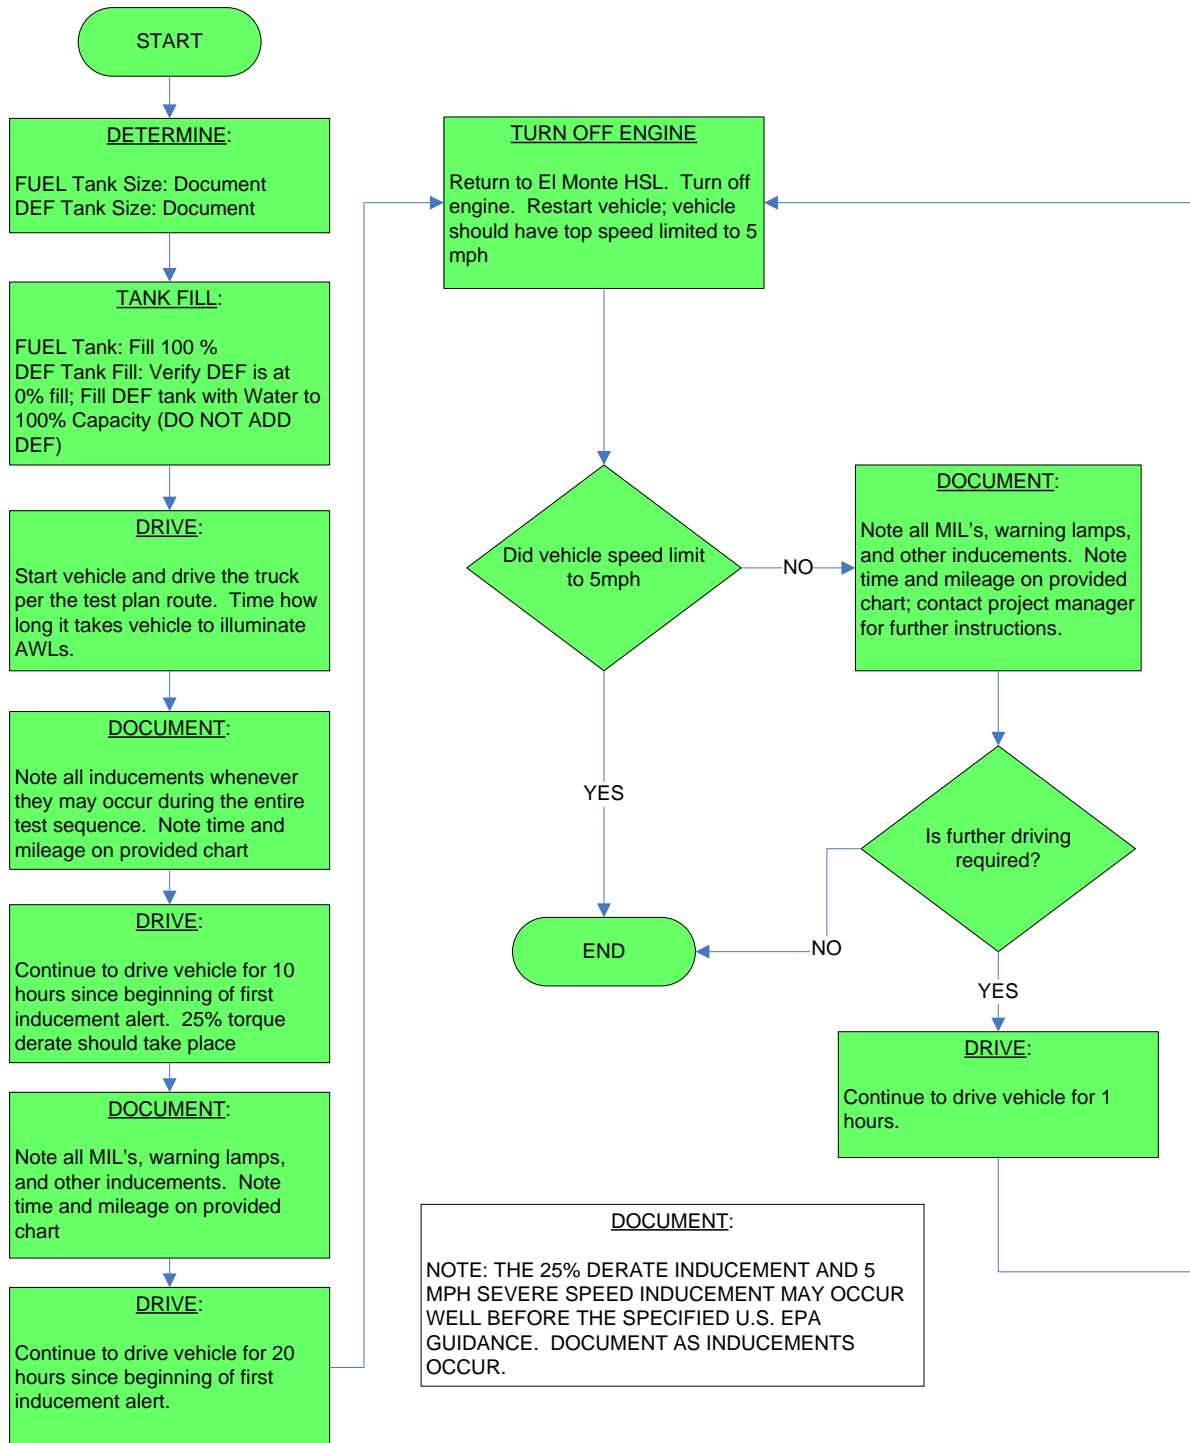 START
DETERMINE:
FUEL Tank Size: Document
DEF Tank Size: Document
TANK FILL:
FUEL Tank: Fill 100 %
DEF Tank Fill: Verify DEF is at
0% fill; Fill DEF tank with Water to
100% Capacity (DO NOT ADD
DEF)
DRIVE:
Start vehicle and drive the truck
per the test plan route.  Time how
long it takes vehicle to illuminate
AWLs.
DOCUMENT:
Note all inducements whenever
they may occur during the entire
test sequence.  Note time and
mileage on provided chart
DRIVE:
Continue to drive vehicle for 10
hours since beginning of first
inducement alert.  25% torque
derate should take place
DOCUMENT:
Note all MIL's, warning lamps,
and other inducements.  Note
time and mileage on provided
chart
DRIVE:
Continue to drive vehicle for 20
hours since beginning of first
inducement alert.
TURN OFF ENGINE
Return to El Monte HSL.  Turn off
engine.  Restart vehicle; vehicle
should have top speed limited to 5
mph
Did vehicle speed limit
to 5mph
NO
YES
END
DOCUMENT:
Note all MIL's, warning lamps,
and other inducements.  Note
time and mileage on provided
chart; contact project manager
for further instructions.
Is further driving
required?
NO
YES
DRIVE:
Continue to drive vehicle for 1
hours.
DOCUMENT:
NOTE: THE 25% DERATE INDUCEMENT AND 5
MPH SEVERE SPEED INDUCEMENT MAY OCCUR
WELL BEFORE THE SPECIFIED U.S. EPA
GUIDANCE.  DOCUMENT AS INDUCEMENTS
OCCUR.